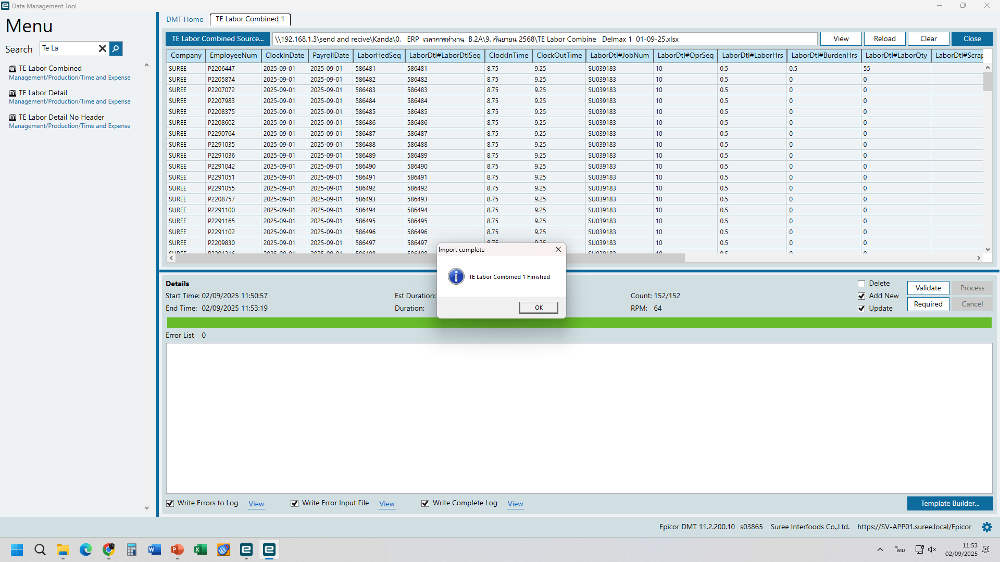 Data Management Tool
Menu
Search Te La
TE Labor Combined
Management/Production/Time and Expense
TE Labor Detail
Management/Production/Time and Expense
TE Labor Detail No Header
Management/Production/Time and Expense
DMT Home TE Labor Combined 1
TE Labor Combined Source... \\192.168.1.3\send and recive\Kanda\0. ERP เวลาการทำงาน B.2A\9. กันยายน 2568\TE Labor Combine Delmax 1 01-09-25.xlsx View Reload Clear Close
Company EmployeeNum ClockInDate PayrollDate LaborHedSeq LaborDtl#LaborDtlSeq ClockInTime ClockOutTime LaborDtl#JobNum LaborDtl#OprSeq LaborDtl#LaborHrs LaborDtl#BurdenHrs LaborDtl#LaborQty LaborDtl#Scrap
SUREE P2206447 2025-09-01 2025-09-01 586481 586481 8.75 9.25 SU039183 10 0.5 0.5 55
SUREE P2205874 2025-09-01 2025-09-01 586482 586482 8.75 9.25 SU039183 10 0.5 0 0
SUREE P2207072 2025-09-01 2025-09-01 586483 586483 8.75 9.25 SU039183 10 0.5 0 0
SUREE P2207983 2025-09-01 2025-09-01 586484 586484 8.75 9.25 SU039183 10 0.5 0 0
SUREE P2208375 2025-09-01 2025-09-01 586485 586485 8.75 9.25 SU039183 10 0.5 0 0
SUREE P2208602 2025-09-01 2025-09-01 586486 586486 8.75 9.25 SU039183 10 0.5 0 0
SUREE P2290764 2025-09-01 2025-09-01 586487 586487 8.75 9.25 SU039183 10 0.5 0 0
SUREE P2291035 2025-09-01 2025-09-01 586488 586488 8.75 9.25 SU039183 10 0.5 0 0
SUREE P2291036 2025-09-01 2025-09-01 586489 586489 8.75 9.25 SU039183 10 0.5 0 0
SUREE P2291042 2025-09-01 2025-09-01 586490 586490 8.75 9.25 SU039183 10 0.5 0 0
SUREE P2291051 2025-09-01 2025-09-01 586491 586491 8.75 9.25 SU039183 10 0.5 0 0
SUREE P2291055 2025-09-01 2025-09-01 586492 586492 8.75 9.25 SU039183 10 0.5 0 0
SUREE P2208757 2025-09-01 2025-09-01 586493 586493 8.75 9.25 SU039183 10 0.5 0 0
SUREE P2291100 2025-09-01 2025-09-01 586494 586494 8.75 9.25 SU039183 10 0.5 0 0
SUREE P2291165 2025-09-01 2025-09-01 586495 586495 8.75 9.25 SU039183 10 0.5 0 0
SUREE P2291102 2025-09-01 2025-09-01 586496 586496 8.75 9.25 SU039183 10 0.5 0 0
SUREE P2209830 2025-09-01 2025-09-01 586497 586497 8.75 9.25 SU039183 10 0.5 0 0
Import complete
TE Labor Combined 1 Finished
OK
Details
Start Time: 02/09/2025 11:50:57 Est Duration: Count: 152/152
End Time: 02/09/2025 11:53:19 Duration: RPM: 64
Delete
Add New
Update
Validate Process
Required Cancel
Error List 0
Write Errors to Log View Write Error Input File View Write Complete Log View Template Builder...
Epicor DMT 11.2.200.10 s03865 Suree Interfoods Co.,Ltd. https://SV-APP01.suree.local/Epicor
ไทย 11:53
02/09/2025